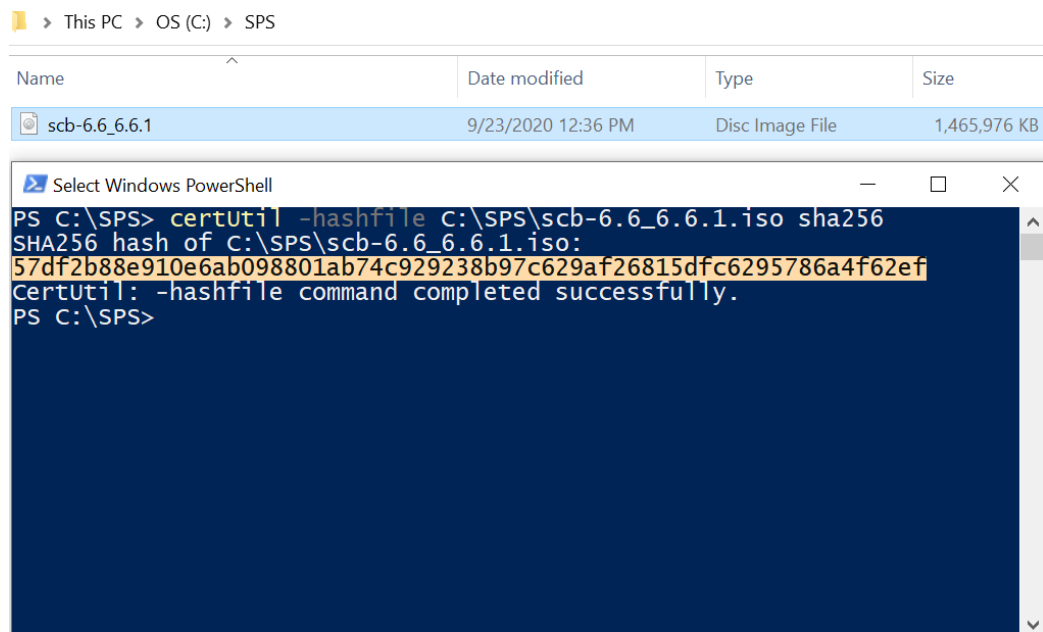 This PC > OS (C:) > SPS
Name Date modified Type Size
scb-6.6_6.6.1 9/23/2020 12:36 PM Disc Image File 1,465,976 KB
Select Windows PowerShell
PS C:\SPS> certUtil -hashfile C:\SPS\scb-6.6_6.6.1.iso sha256
SHA256 hash of C:\SPS\scb-6.6_6.6.1.iso:
57df2b88e910e6ab098801ab74c929238b97c629af26815dfc6295786a4f62ef
CertUtil: -hashfile command completed successfully.
PS C:\SPS>